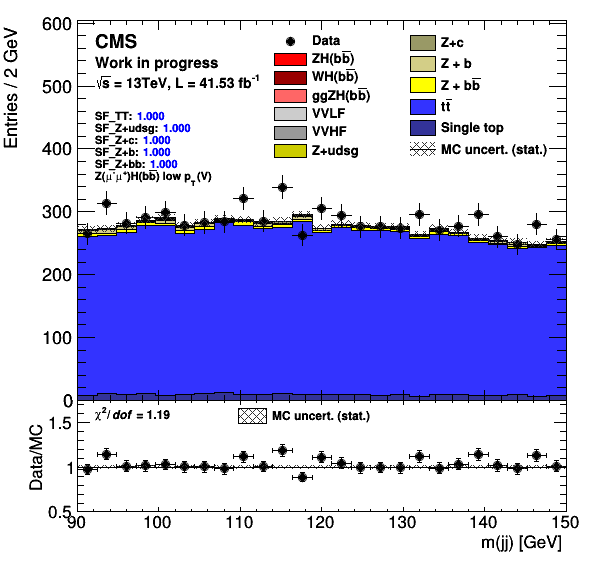 Entries / 2 GeV
600
500
400
300
200
100
0
CMS
Work in progress
√s = 13TeV, L = 41.53 fb⁻¹
SF_TT: 1.000
SF_Z+udsg: 1.000
SF_Z+c: 1.000
SF_Z+b: 1.000
SF_Z+bb: 1.000
Z(μ⁻μ⁺)H(bb̅) low p_T(V)
Data
ZH(bb̅)
WH(bb̅)
ggZH(bb̅)
VVLF
VVHF
Z+udsg
Z+c
Z + b
Z + bb̅
tt̅
Single top
MC uncert. (stat.)
Data/MC
1.5
1
0.5
χ²/dof = 1.19
MC uncert. (stat.)
90 100 110 120 130 140 150
m(jj) [GeV]